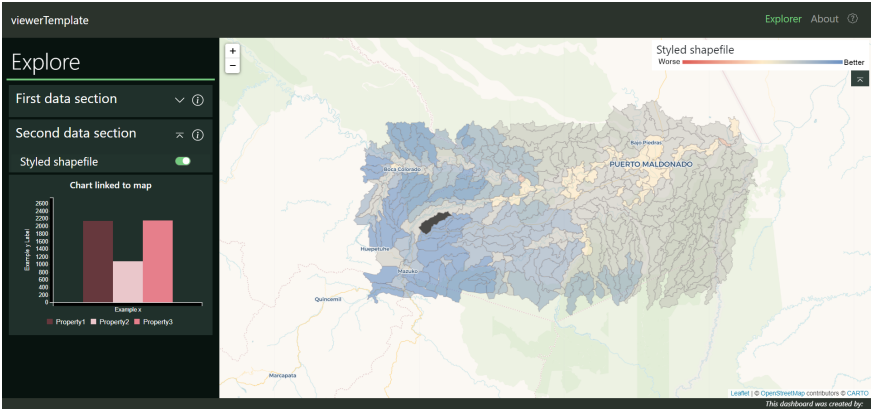 viewerTemplate
Explorer About ?
Explore
First data section i
Second data section i
Styled shapefile
Chart linked to map
2600
2400
2200
2000
1800
1600
1400
1200
1000
800
600
400
200
0
Example y Label
Example x
Property1 Property2 Property3
+
−
Styled shapefile
Worse Better
Bajo Piedras
PUERTO MALDONADO
Boca Colorado
Huepetuhe
Mazuko
Quincemil
Marcapata
Leaflet | © OpenStreetMap contributors © CARTO
This dashboard was created by: